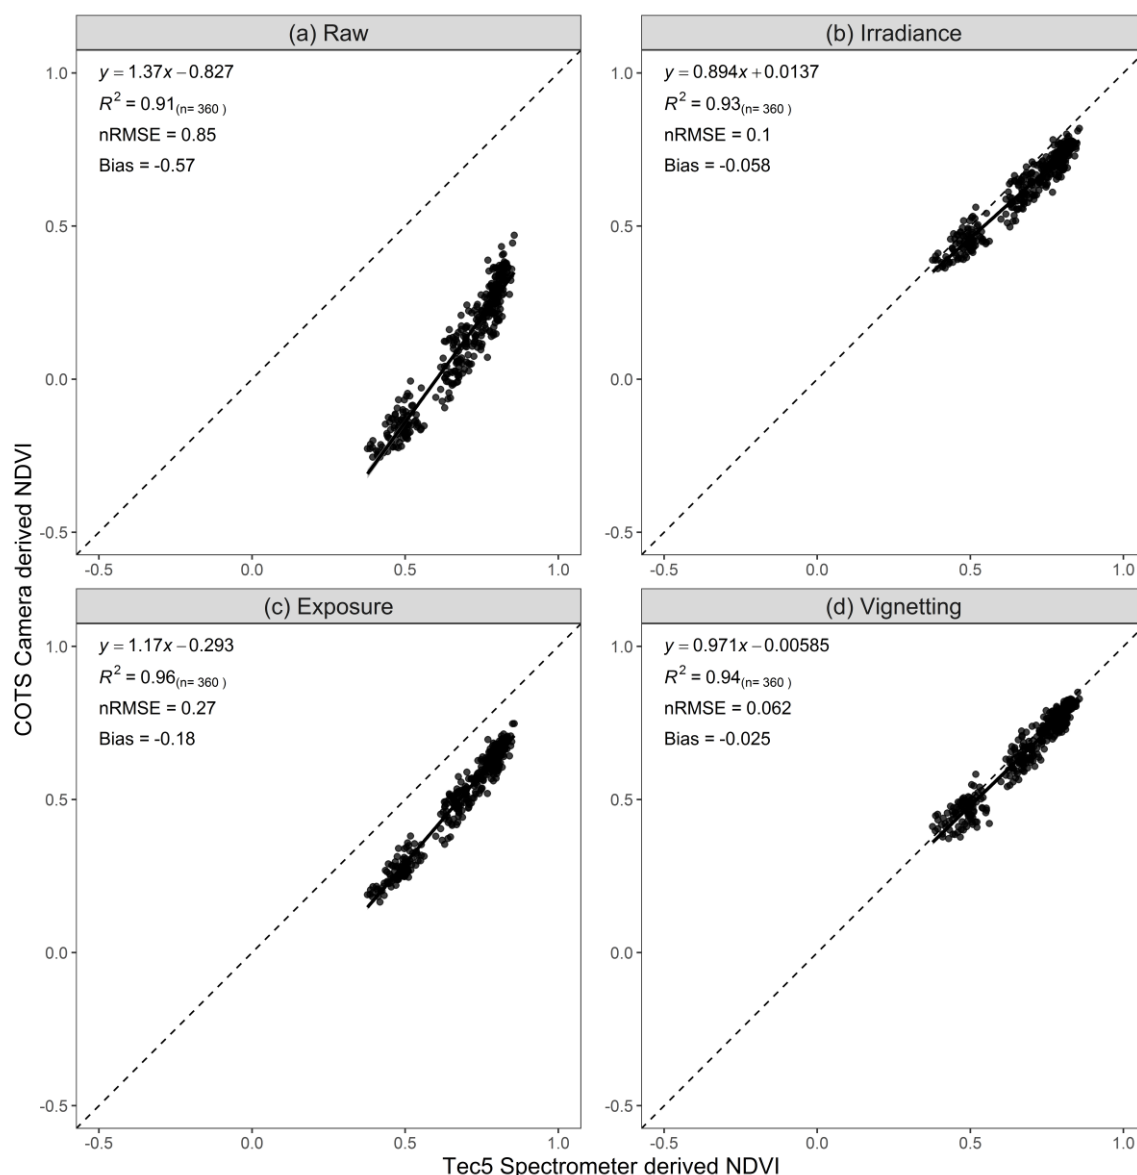 (a) Raw
y = 1.37x − 0.827
R² = 0.91(n= 360 )
nRMSE = 0.85
Bias = -0.57
1.0
0.5
0.0
-0.5
-0.5 0.0 0.5 1.0
(b) Irradiance
y = 0.894x + 0.0137
R² = 0.93(n= 360 )
nRMSE = 0.1
Bias = -0.058
1.0
0.5
0.0
-0.5
-0.5 0.0 0.5 1.0
(c) Exposure
y = 1.17x − 0.293
R² = 0.96(n= 360 )
nRMSE = 0.27
Bias = -0.18
1.0
0.5
0.0
-0.5
-0.5 0.0 0.5 1.0
(d) Vignetting
y = 0.971x − 0.00585
R² = 0.94(n= 360 )
nRMSE = 0.062
Bias = -0.025
1.0
0.5
0.0
-0.5
-0.5 0.0 0.5 1.0
COTS Camera derived NDVI
Tec5 Spectrometer derived NDVI